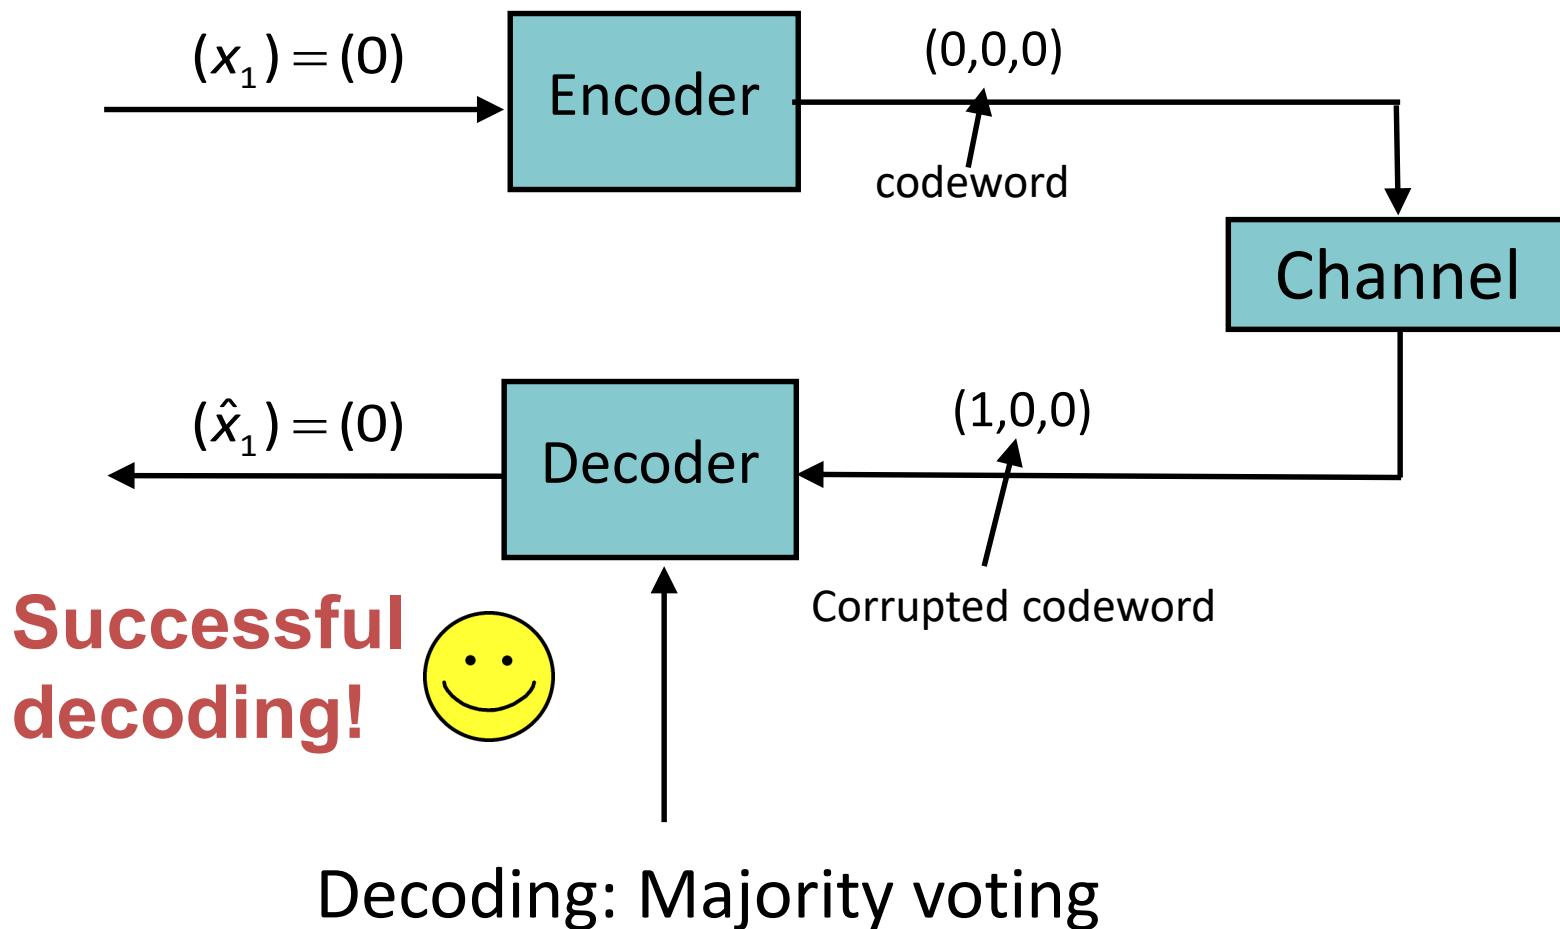 (x₁) = (0)
Encoder
(0,0,0)
codeword
Channel
(x̂₁) = (0)
Decoder
(1,0,0)
Corrupted codeword
Successful
decoding!
Decoding: Majority voting